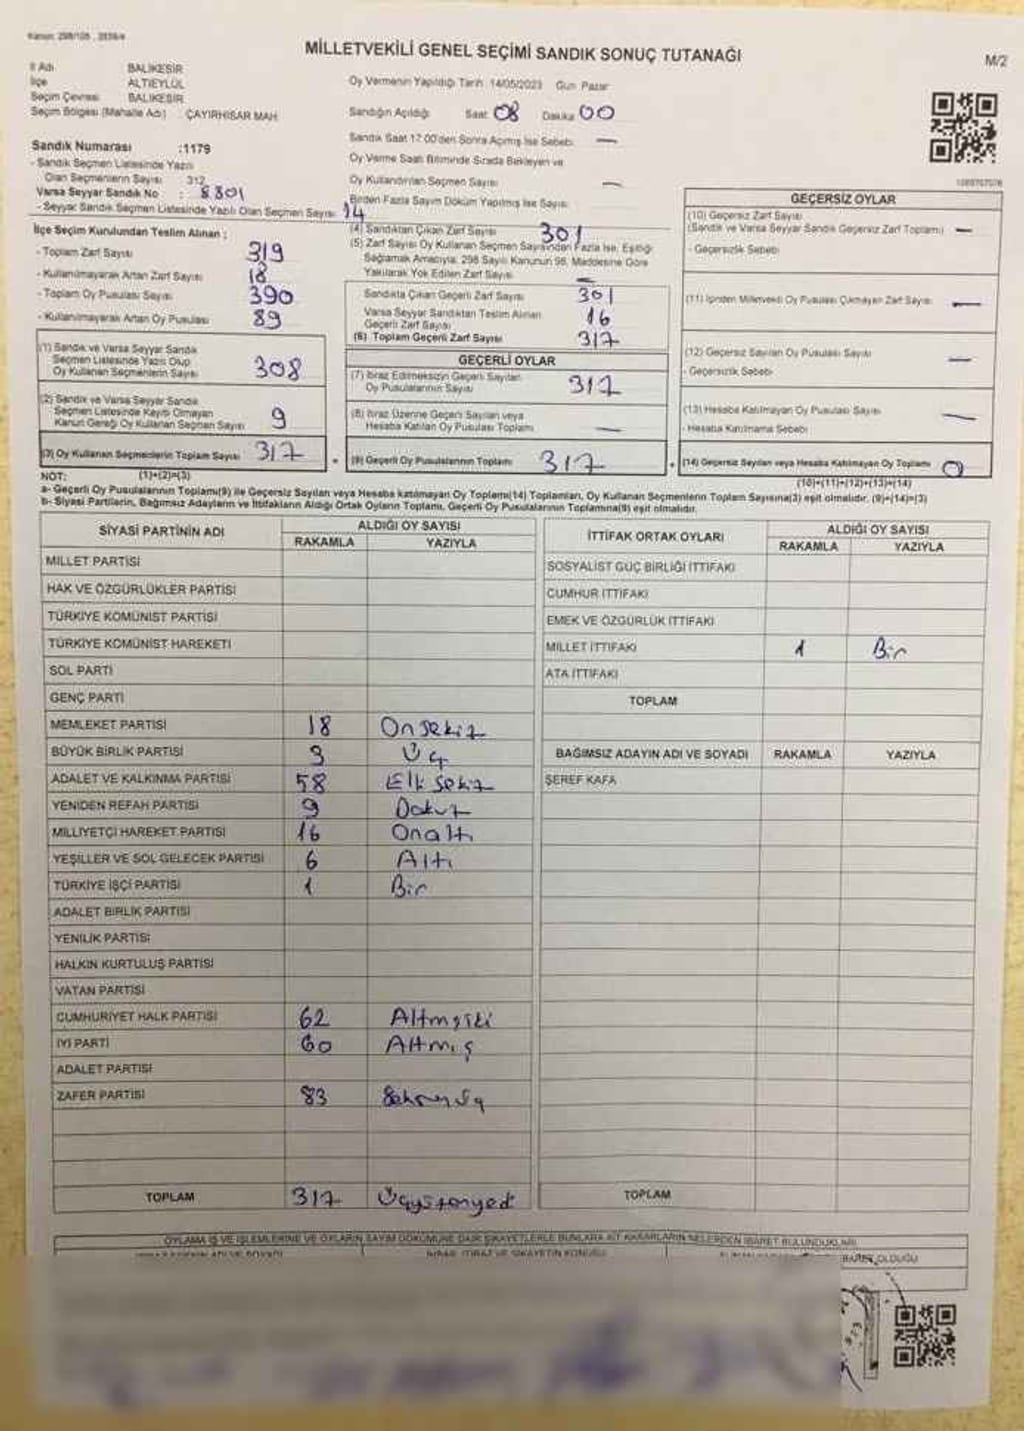 Kanun: 298/105 , 2839/4
MİLLETVEKİLİ GENEL SEÇİMİ SANDIK SONUÇ TUTANAĞI
M/2
İl Adı BALIKESİR
İlçe ALTIEYLÜL
Seçim Çevresi BALIKESİR
Seçim Bölgesi (Mahalle Adı) : ÇAYIRHİSAR MAH.
Oy Vermenin Yapıldığı Tarih: 14/05/2023 Gün: Pazar
Sandığın Açıldığı Saat: 08 Dakika: 00
Sandık Saat 17:00'den Sonra Açılmış İse Sebebi: —
Oy Verme Saati Bitiminde Sırada Bekleyen ve
Oy Kullandırılan Seçmen Sayısı —
Birden Fazla Sayım Döküm Yapılmış İse Sayısı
Sandık Numarası :1179
- Sandık Seçmen Listesinde Yazılı
Olan Seçmenlerin Sayısı : 312
Varsa Seyyar Sandık No : 8801
- Seyyar Sandık Seçmen Listesinde Yazılı Olan Seçmen Sayısı 14
İlçe Seçim Kurulundan Teslim Alınan :
- Toplam Zarf Sayısı 319
- Kullanılmayarak Artan Zarf Sayısı 18
- Toplam Oy Pusulası Sayısı 390
- Kullanılmayarak Artan Oy Pusulası 89
(1) Sandık ve Varsa Seyyar Sandık
Seçmen Listesinde Yazılı Olup
Oy Kullanan Seçmenlerin Sayısı 308
(2) Sandık ve Varsa Seyyar Sandık
Seçmen Listesinde Kayıtlı Olmayan
Kanun Gereği Oy Kullanan Seçmen Sayısı 9
(3) Oy Kullanan Seçmenlerin Toplam Sayısı 317
(1)+(2)=(3)
(4) Sandıktan Çıkan Zarf Sayısı 301
(5) Zarf Sayısı Oy Kullanan Seçmen Sayısından Fazla İse, Eşitliği
Sağlamak Amacıyla, 298 Sayılı Kanunun 98. Maddesine Göre
Yakılarak Yok Edilen Zarf Sayısı —
Sandıkta Çıkan Geçerli Zarf Sayısı 301
Varsa Seyyar Sandıktan Teslim Alınan
Geçerli Zarf Sayısı 16
(6) Toplam Geçerli Zarf Sayısı 317
GEÇERLİ OYLAR
(7) İtiraz Edilmeksizin Geçerli Sayılan
Oy Pusulalarının Sayısı 317
(8) İtiraz Üzerine Geçerli Sayılan veya
Hesaba Katılan Oy Pusulası Toplamı —
= (9) Geçerli Oy Pusulalarının Toplamı 317
GEÇERSİZ OYLAR
(10) Geçersiz Zarf Sayısı
(Sandık ve Varsa Seyyar Sandık Geçersiz Zarf Toplamı) —
- Geçersizlik Sebebi
(11) İçinden Milletvekili Oy Pusulası Çıkmayan Zarf Sayısı —
(12) Geçersiz Sayılan Oy Pusulası Sayısı —
- Geçersizlik Sebebi
(13) Hesaba Katılmayan Oy Pusulası Sayısı —
- Hesaba Katılmama Sebebi
+ (14) Geçersiz Sayılan veya Hesaba Katılmayan Oy Toplamı 0
(10)+(11)+(12)+(13)=(14)
NOT:
a- Geçerli Oy Pusulalarının Toplamı(9) ile Geçersiz Sayılan veya Hesaba katılmayan Oy Toplamı(14) Toplamları, Oy Kullanan Seçmenlerin Toplam Sayısına(3) eşit olmalıdır. (9)+(14)=(3)
b- Siyasi Partilerin, Bağımsız Adayların ve İttifakların Aldığı Ortak Oyların Toplamı, Geçerli Oy Pusulalarının Toplamına(9) eşit olmalıdır.
SİYASİ PARTİNİN ADI ALDIĞI OY SAYISI
RAKAMLA YAZIYLA
MİLLET PARTİSİ
HAK VE ÖZGÜRLÜKLER PARTİSİ
TÜRKİYE KOMÜNİST PARTİSİ
TÜRKİYE KOMÜNİST HAREKETİ
SOL PARTİ
GENÇ PARTİ
MEMLEKET PARTİSİ 18 Onsekiz
BÜYÜK BİRLİK PARTİSİ 3 Üç
ADALET VE KALKINMA PARTİSİ 58 Elli sekiz
YENİDEN REFAH PARTİSİ 9 Dokuz
MİLLİYETÇİ HAREKET PARTİSİ 16 Onaltı
YEŞİLLER VE SOL GELECEK PARTİSİ 6 Altı
TÜRKİYE İŞÇİ PARTİSİ 1 Bir
ADALET BİRLİK PARTİSİ
YENİLİK PARTİSİ
HALKIN KURTULUŞ PARTİSİ
VATAN PARTİSİ
CUMHURİYET HALK PARTİSİ 62 Altmışiki
İYİ PARTİ 60 Altmış
ADALET PARTİSİ
ZAFER PARTİSİ 83 Seksenüç
TOPLAM 317 Üçyüzonyedi
İTTİFAK ORTAK OYLARI ALDIĞI OY SAYISI
RAKAMLA YAZIYLA
SOSYALİST GÜÇ BİRLİĞİ İTTİFAKI
CUMHUR İTTİFAKI
EMEK VE ÖZGÜRLÜK İTTİFAKI
MİLLET İTTİFAKI 1 Bir
ATA İTTİFAKI
TOPLAM
BAĞIMSIZ ADAYIN ADI VE SOYADI RAKAMLA YAZIYLA
ŞEREF KAFA
TOPLAM
OYLAMA İŞ VE İŞLEMLERİNE VE OYLARIN SAYIM DÖKÜMÜNE DAİR ŞİKAYETLERLE BUNLARA AİT KARARLARIN NELERDEN İBARET BULUNDUKLARI